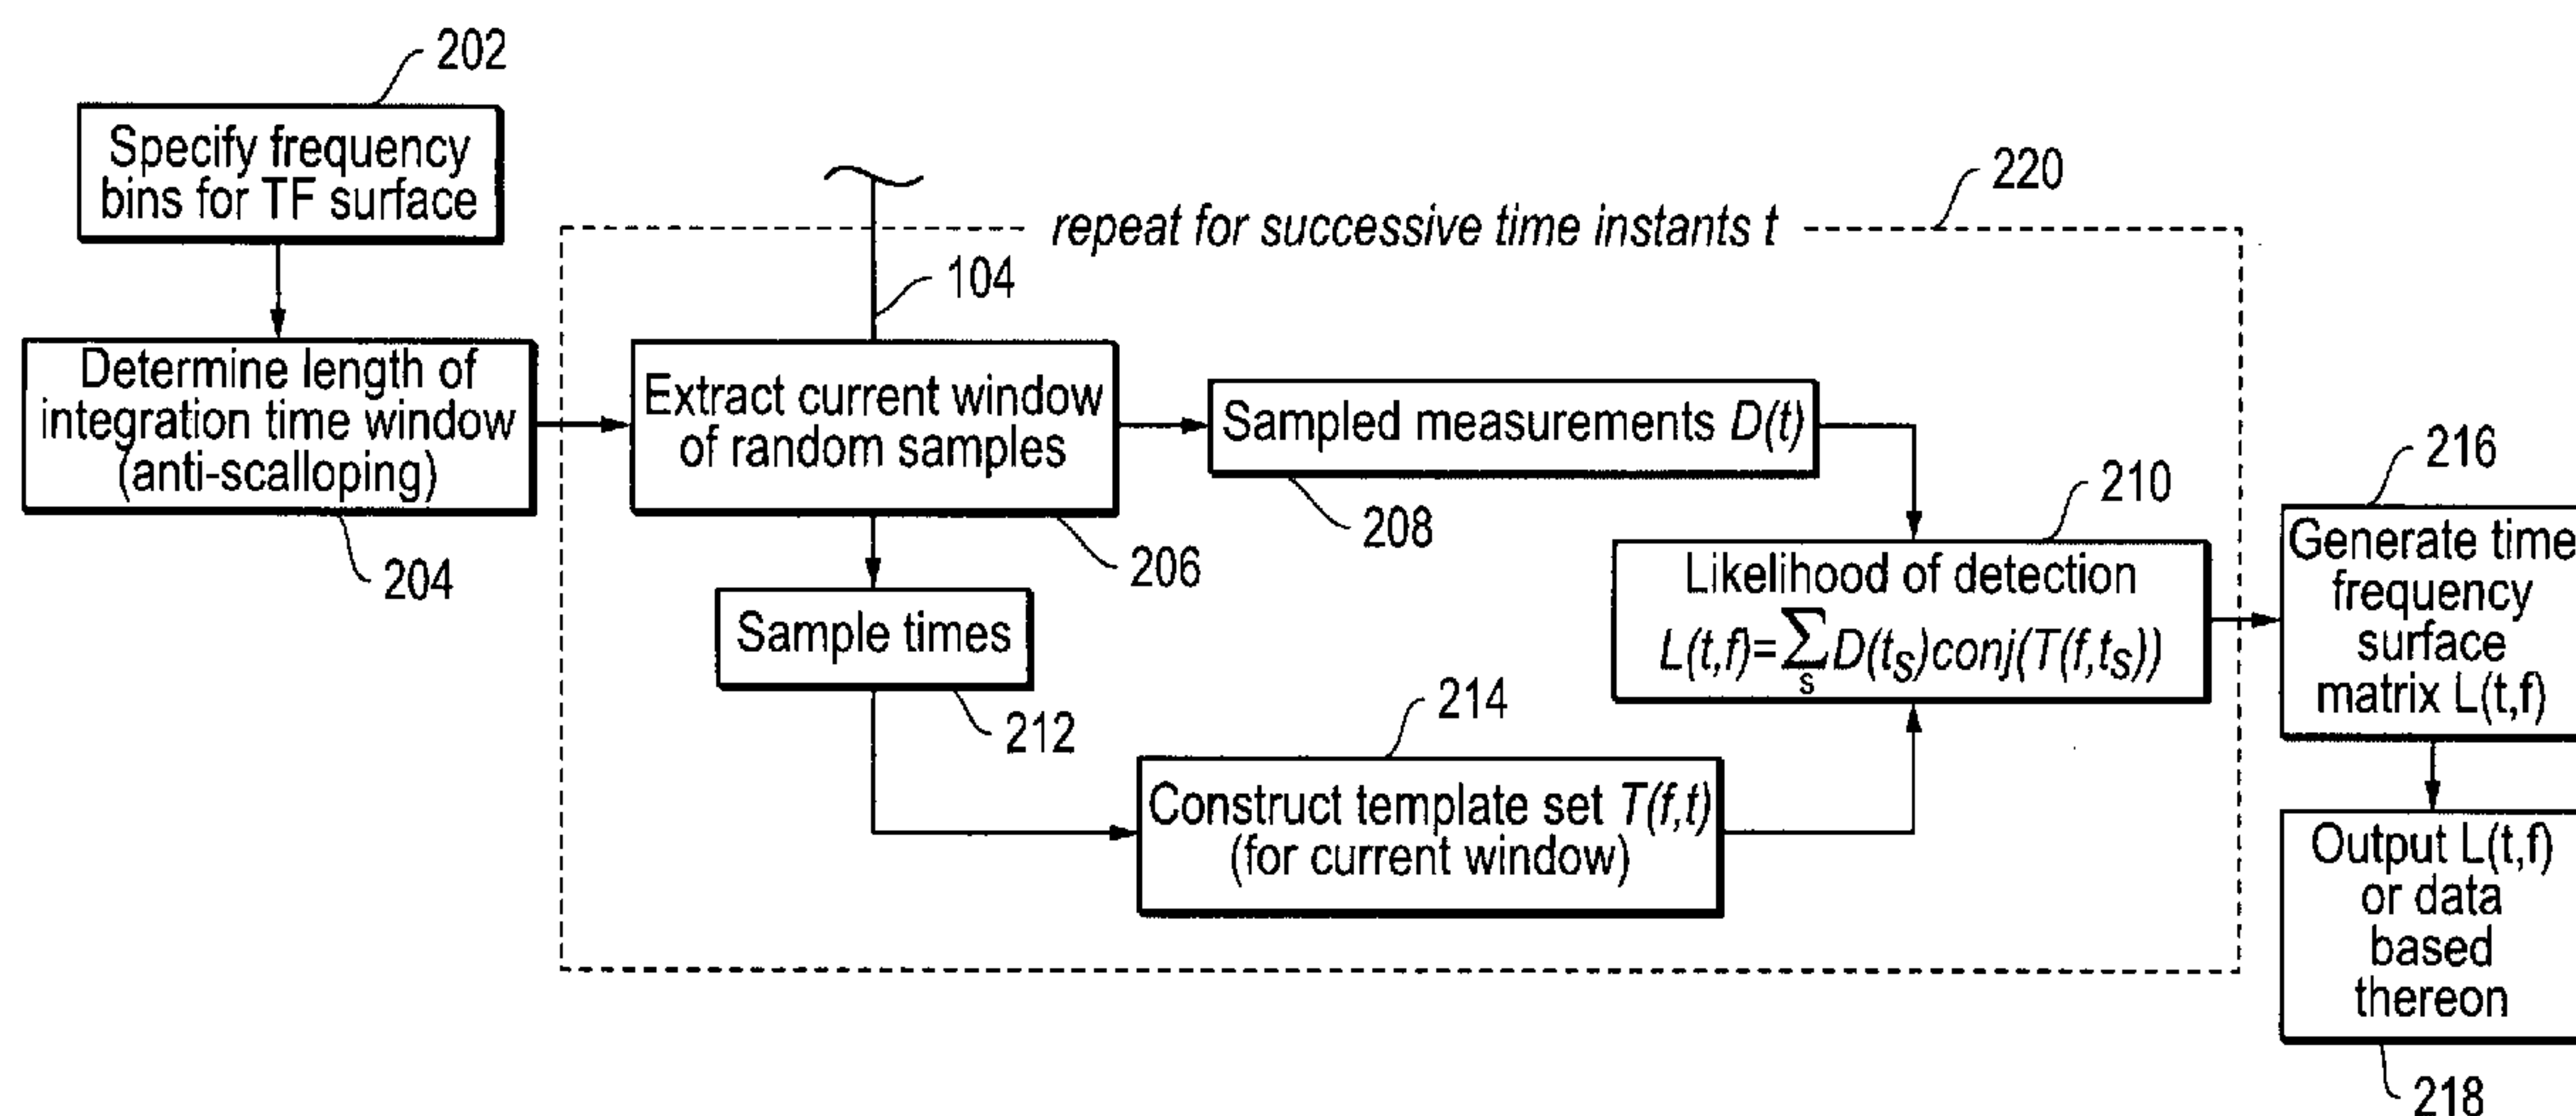 202
Specify frequency
bins for TF surface
220
repeat for successive time instants t
104
Determine length of
integration time window
(anti-scalloping)
204
Extract current window
of random samples
206
Sampled measurements D(t)
208
210
Likelihood of detection
L(t,f)=∑D(tS)conj(T(f,tS))
s
216
Generate time
frequency
surface
matrix L(t,f)
Sample times
212
214
Construct template set T(f,t)
(for current window)
Output L(t,f)
or data
based
thereon
218